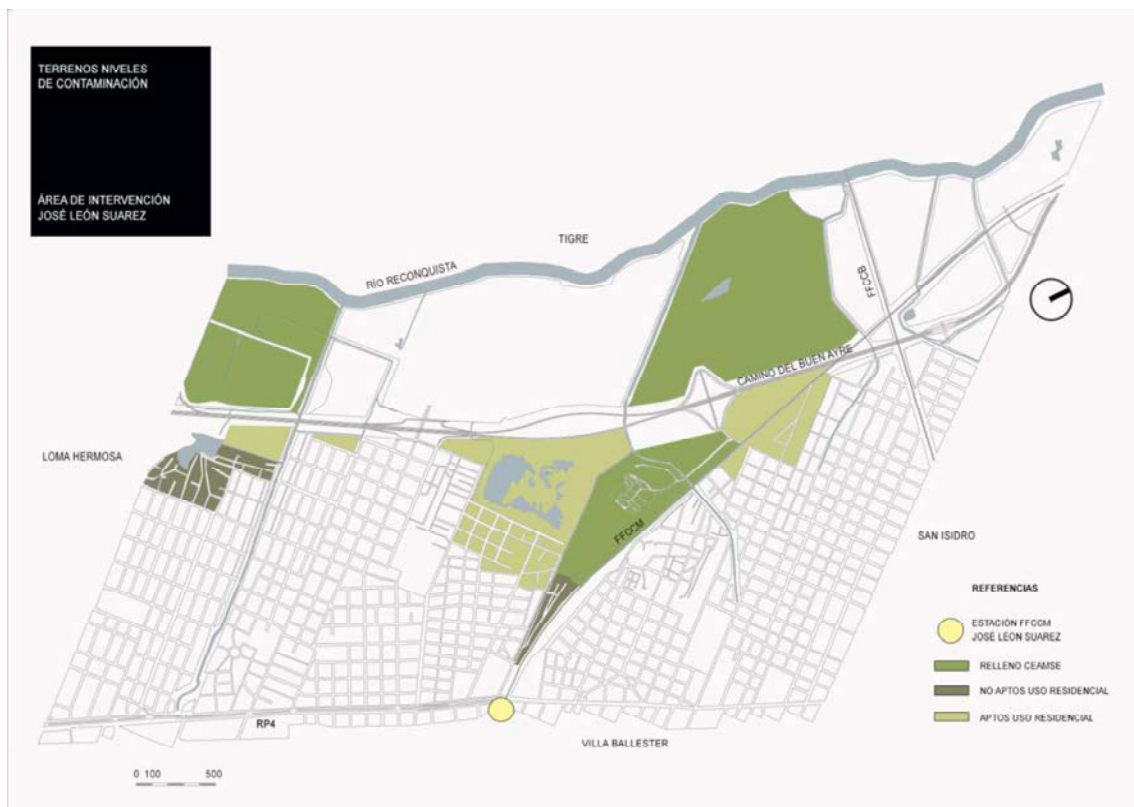 TERRENOS NIVELES
DE CONTAMINACIÓN
ÁREA DE INTERVENCIÓN
JOSÉ LEÓN SUAREZ
TIGRE
RÍO RECONQUISTA
FFCCB
CAMINO DEL BUEN AYRE
LOMA HERMOSA
FFCCM
SAN ISIDRO
REFERENCIAS
ESTACIÓN FFCCM
JOSÉ LEÓN SUAREZ
RELLENO CEAMSE
NO APTOS USO RESIDENCIAL
APTOS USO RESIDENCIAL
RP4
VILLA BALLESTER
0 100 500